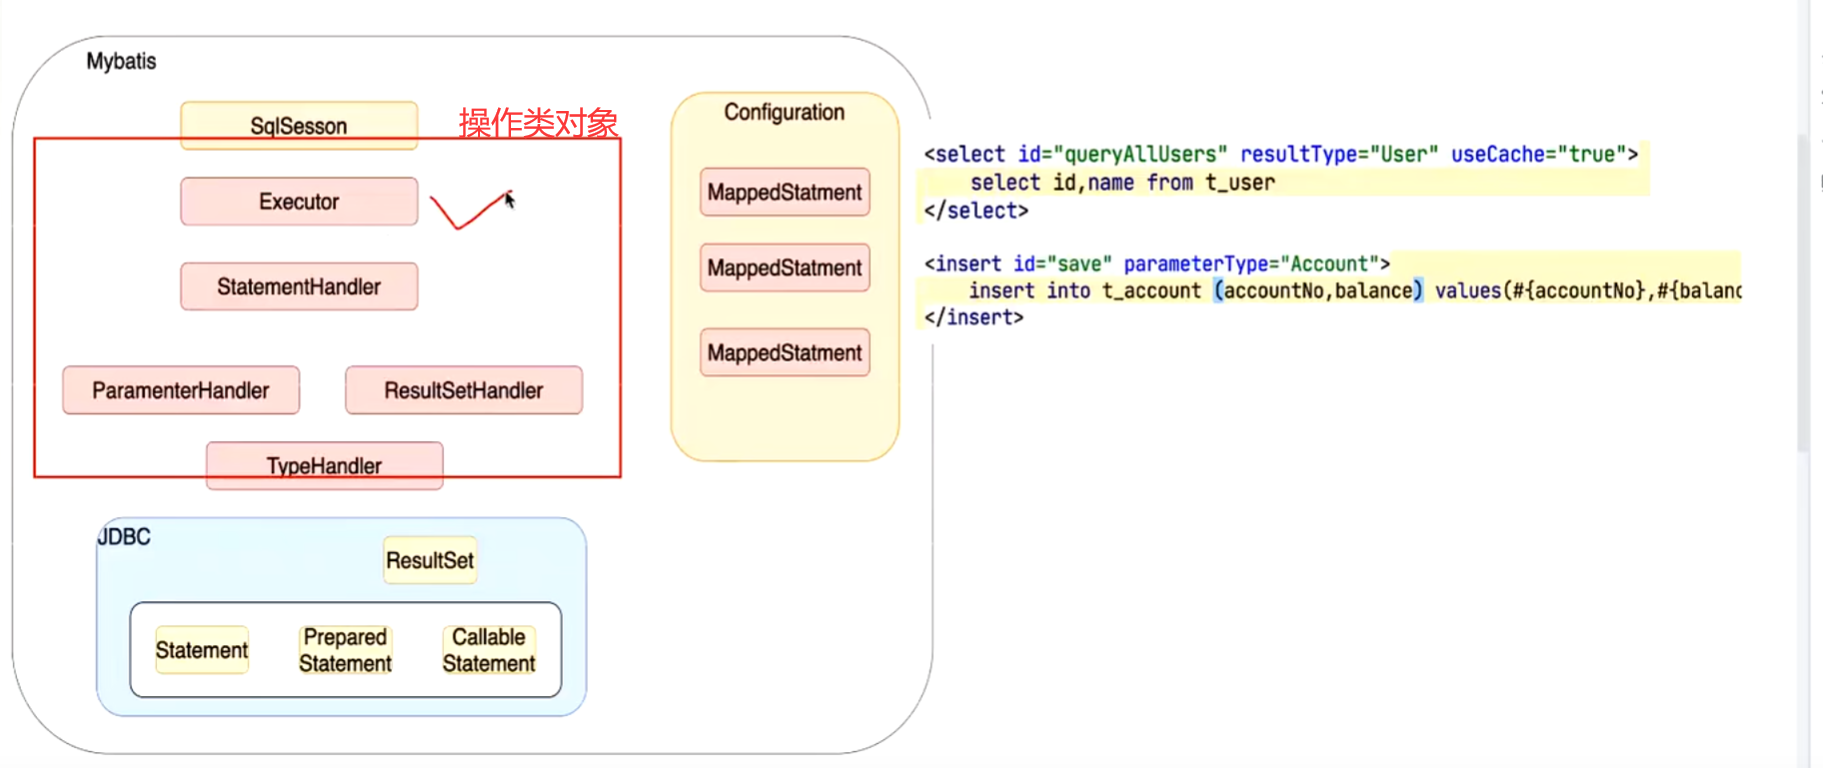 Mybatis
SqlSesson
操作类对象
Executor
StatementHandler
ParamenterHandler
ResultSetHandler
TypeHandler
JDBC
ResultSet
Statement
Prepared
Statement
Callable
Statement
Configuration
MappedStatment
MappedStatment
MappedStatment
<select id="queryAllUsers" resultType="User" useCache="true">
select id,name from t_user
</select>
<insert id="save" parameterType="Account">
insert into t_account (accountNo,balance) values(#{accountNo},#{balanc
</insert>